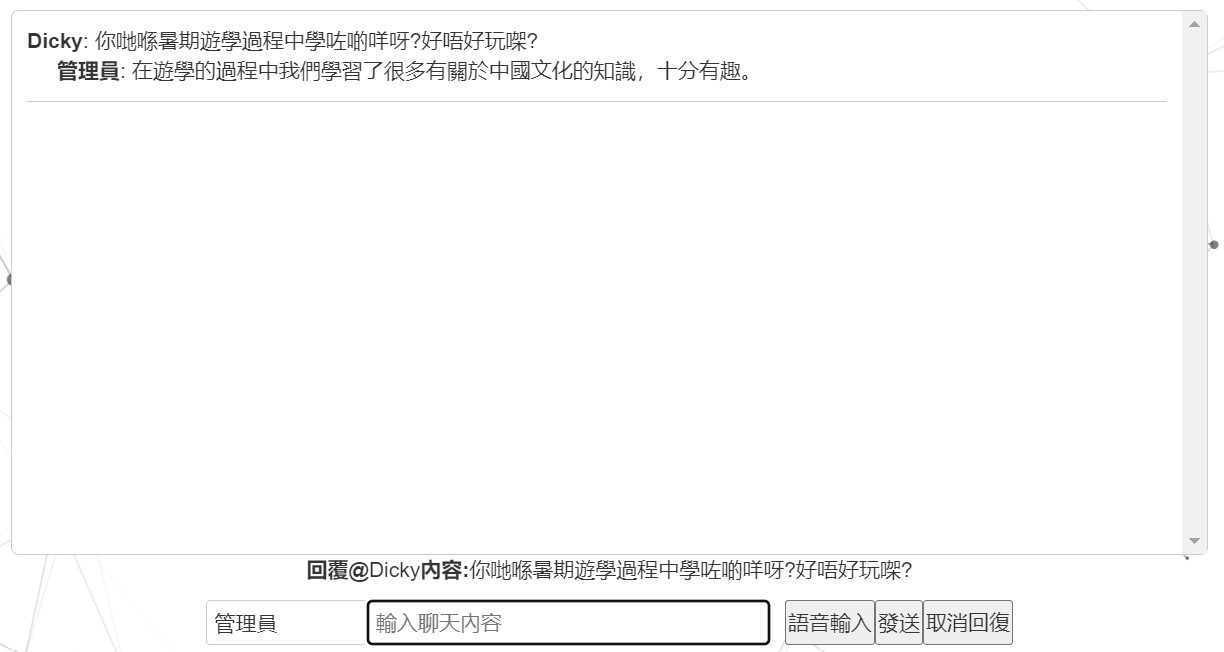 Dicky: 你哋喺暑期遊學過程中學咗啲咩呀?好唔好玩㗎?
管理員: 在遊學的過程中我們學習了很多有關於中國文化的知識，十分有趣。
回覆@Dicky內容:你哋喺暑期遊學過程中學咗啲咩呀?好唔好玩㗎?
管理員 輸入聊天內容 語音輸入 發送 取消回復